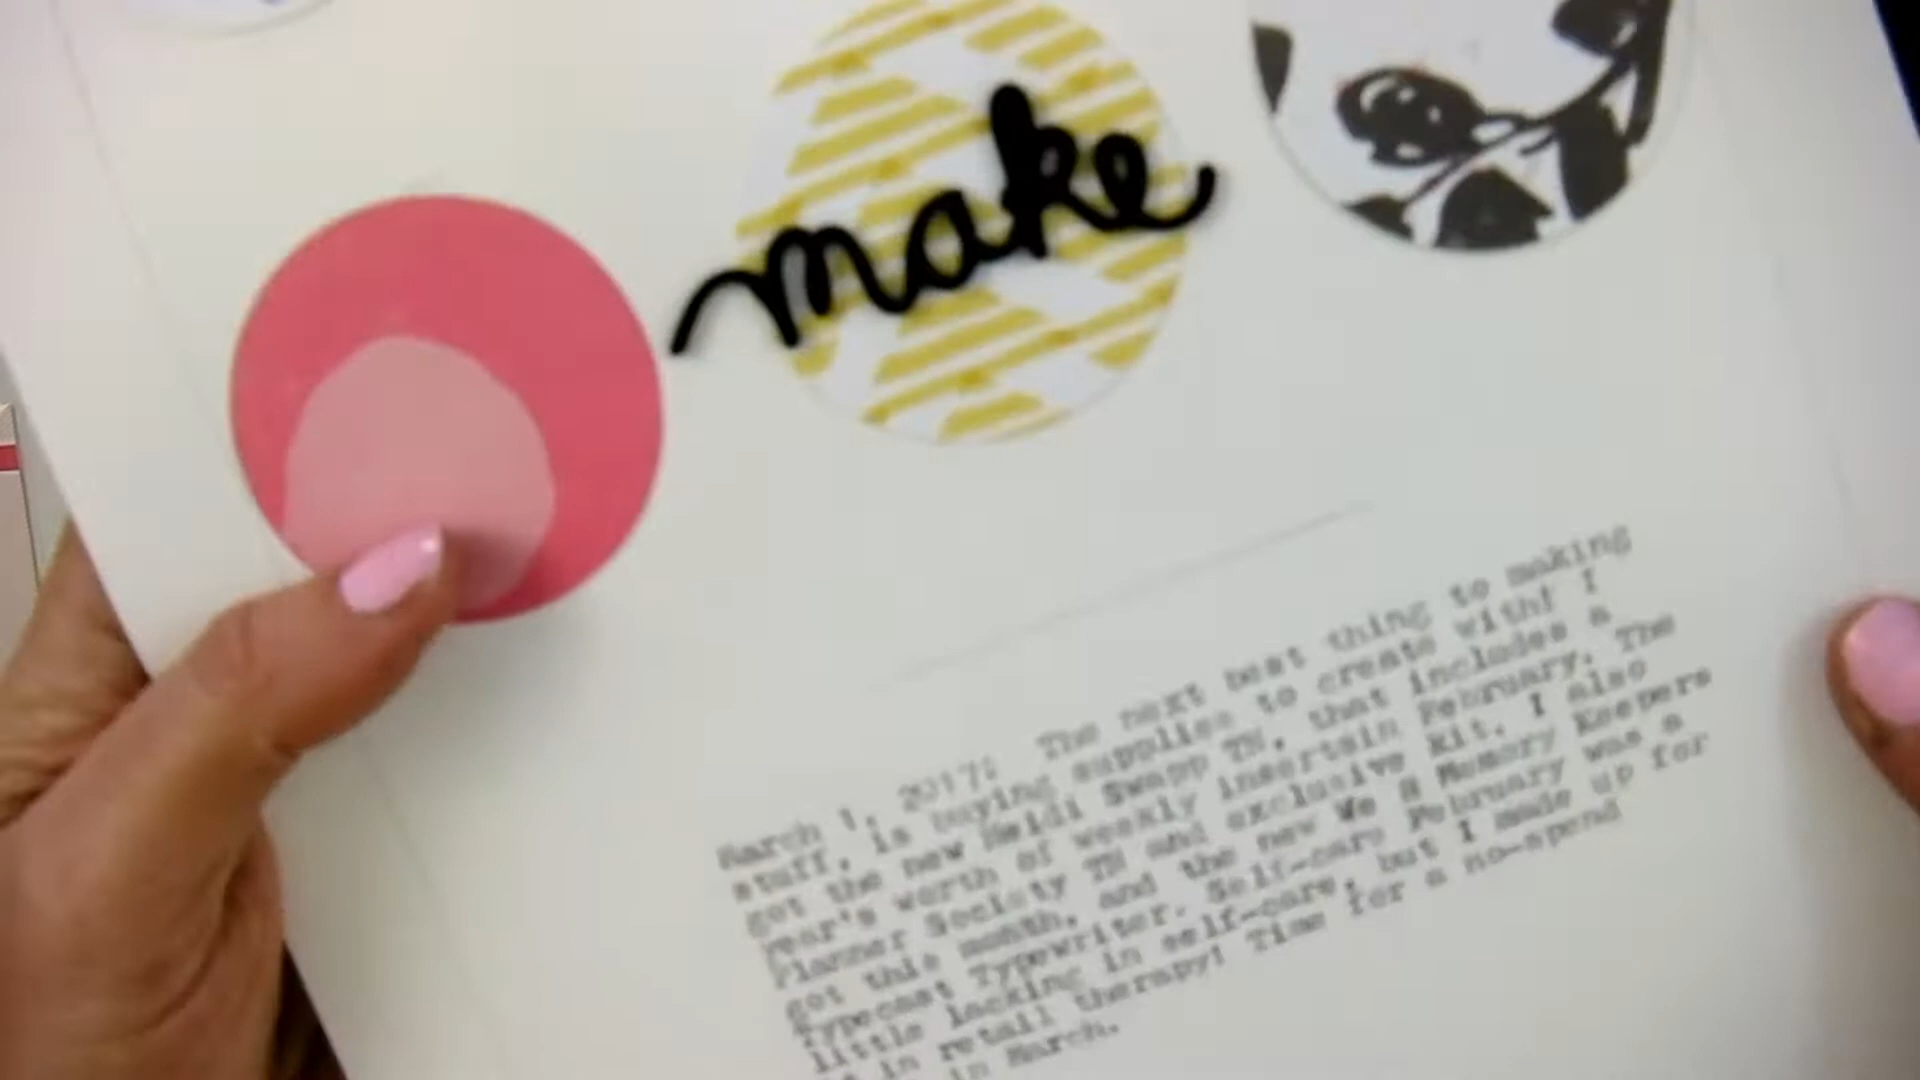 make
March 1, 2017: The next best thing to making
stuff, is buying supplies to create with! I
got the new Heidi Swapp TN, that includes a
year's worth of weekly insertsin February. The
Planner Society TN and exclusive kit. I also
got this month, and the new We R Memory Keepers
Typecast Typewriter. Self-care February was a
little lacking in self-care, but I made up for
it in retail therapy! Time for a no-spend
in March.